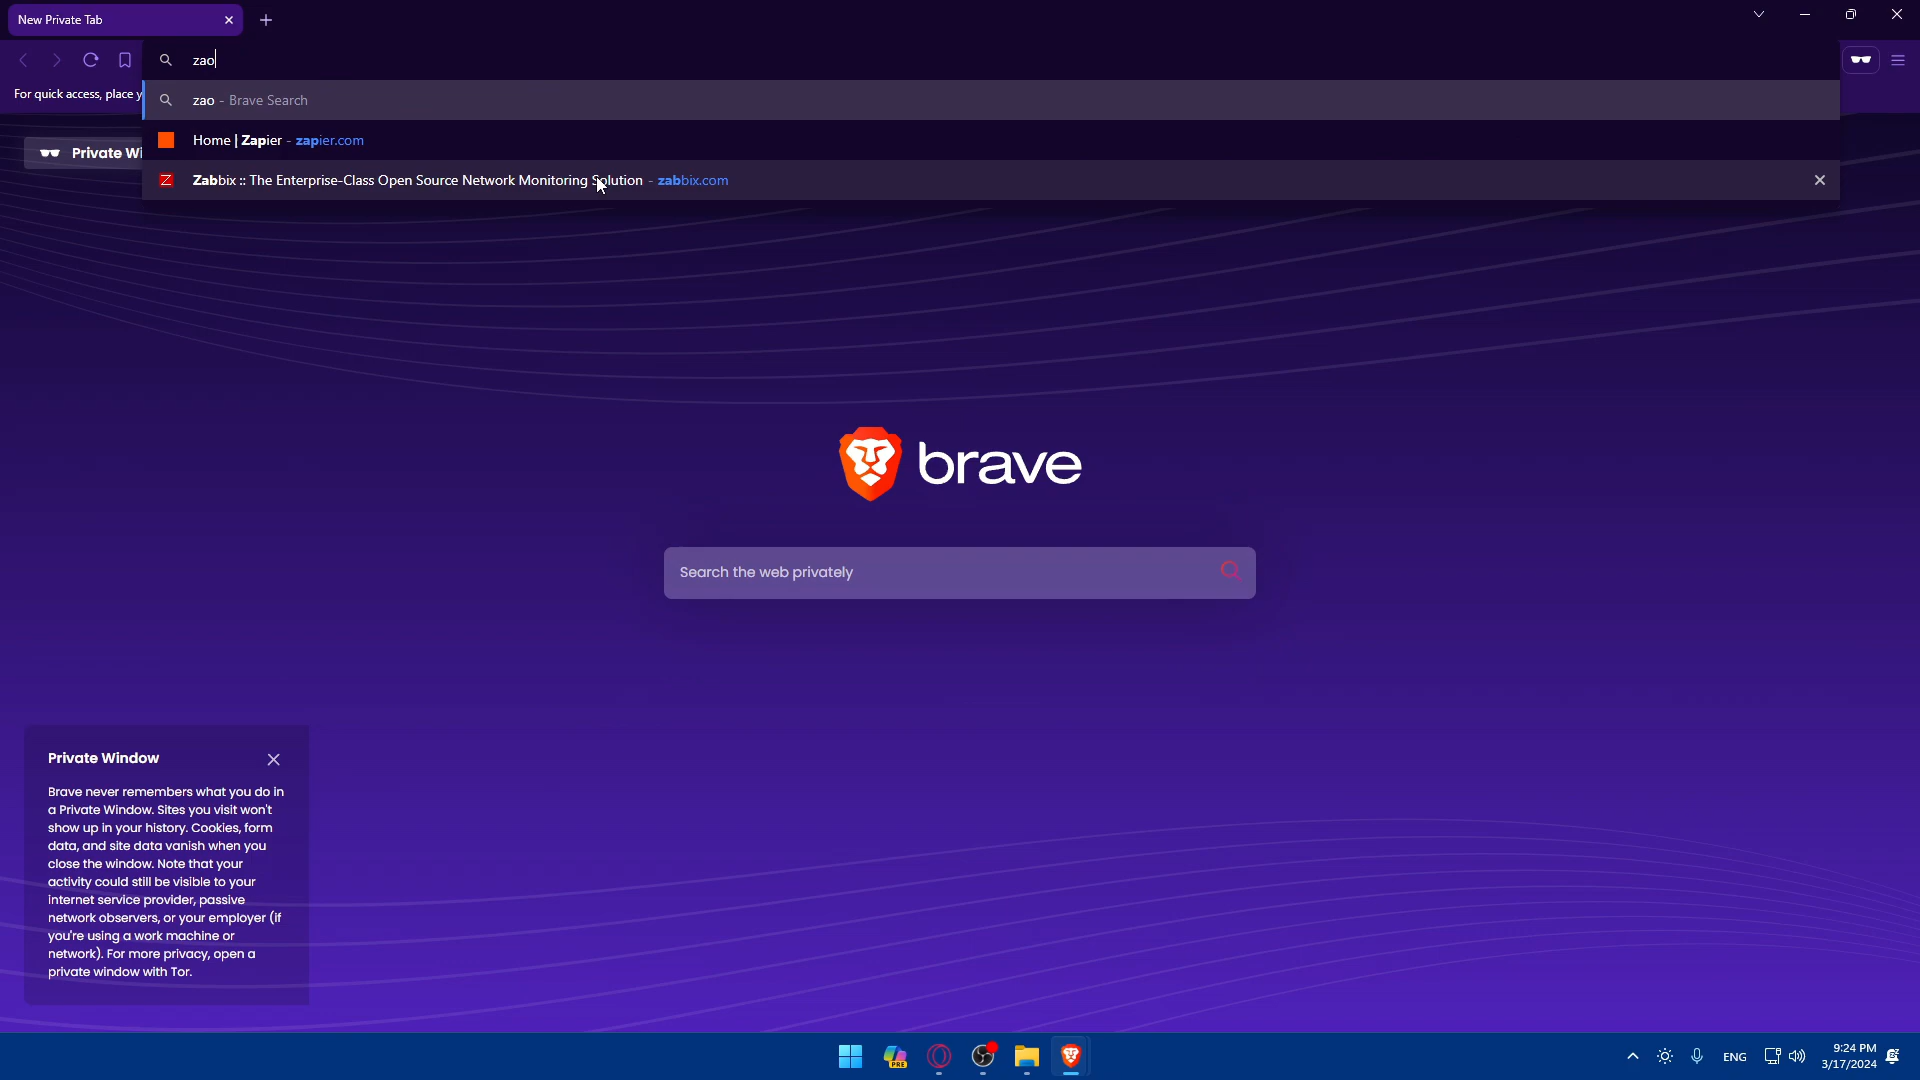 New Private Tab
zao
For quick access, place y
zao - Brave Search
Home | Zapier - zapier.com
Private Wi
Zabbix :: The Enterprise-Class Open Source Network Monitoring Solution - zabbix.com
brave
Search the web privately
Private Window
Brave never remembers what you do in
a Private Window. Sites you visit won't
show up in your history. Cookies, form
data, and site data vanish when you
close the window. Note that your
activity could still be visible to your
internet service provider, passive
network observers, or your employer (if
you're using a work machine or
network). For more privacy, open a
private window with Tor.
PRE
ENG
9:24 PM
3/17/2024